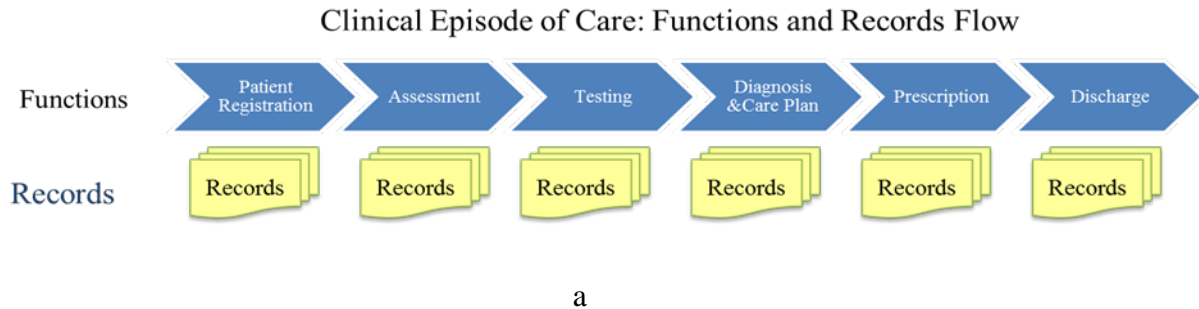 Clinical Episode of Care: Functions and Records Flow
Functions
Patient
Registration
Assessment
Testing
Diagnosis
&Care Plan
Prescription
Discharge
Records
Records
Records
Records
Records
Records
Records
a